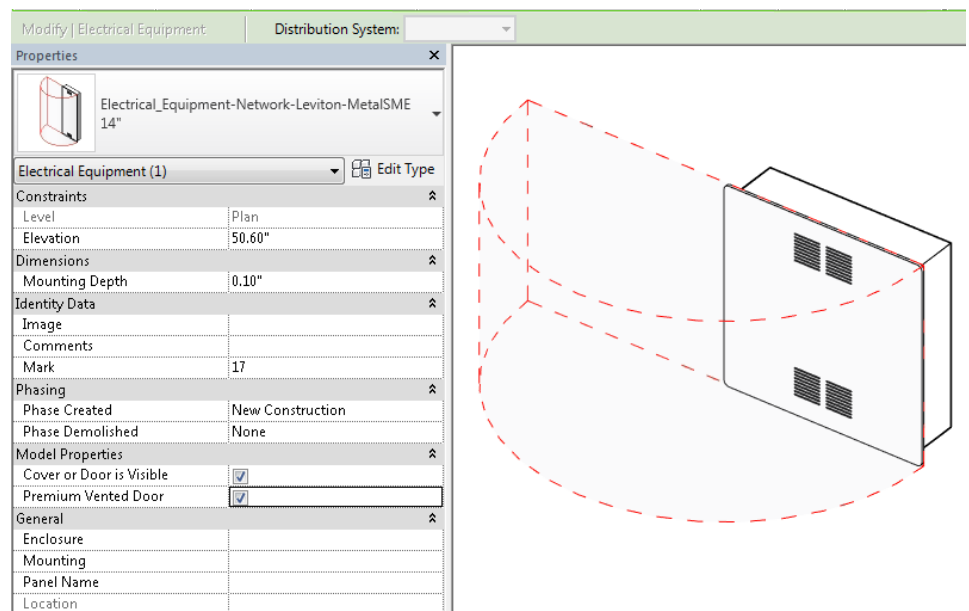 Modify | Electrical Equipment
Distribution System:
Properties
Electrical_Equipment-Network-Leviton-MetalSME
14"
Electrical Equipment (1)
Edit Type
Constraints
Level Plan
Elevation 50.60"
Dimensions
Mounting Depth 0.10"
Identity Data
Image
Comments
Mark 17
Phasing
Phase Created New Construction
Phase Demolished None
Model Properties
Cover or Door is Visible
Premium Vented Door
General
Enclosure
Mounting
Panel Name
Location